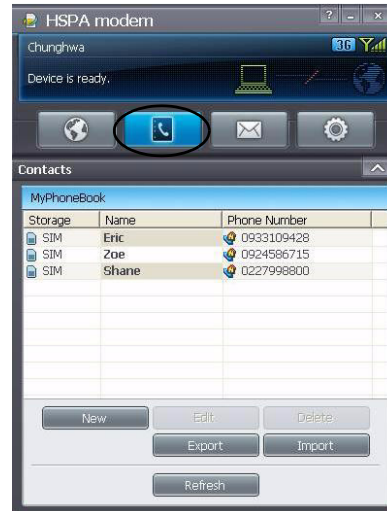 HSPA modem
? - x
Chunghwa 3G
Device is ready.
Contacts
MyPhoneBook
Storage Name Phone Number
SIM Eric 0933109428
SIM Zoe 0924586715
SIM Shane 0227998800
New Edit Delete
Export Import
Refresh